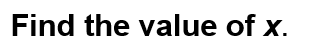 Find the value of x.